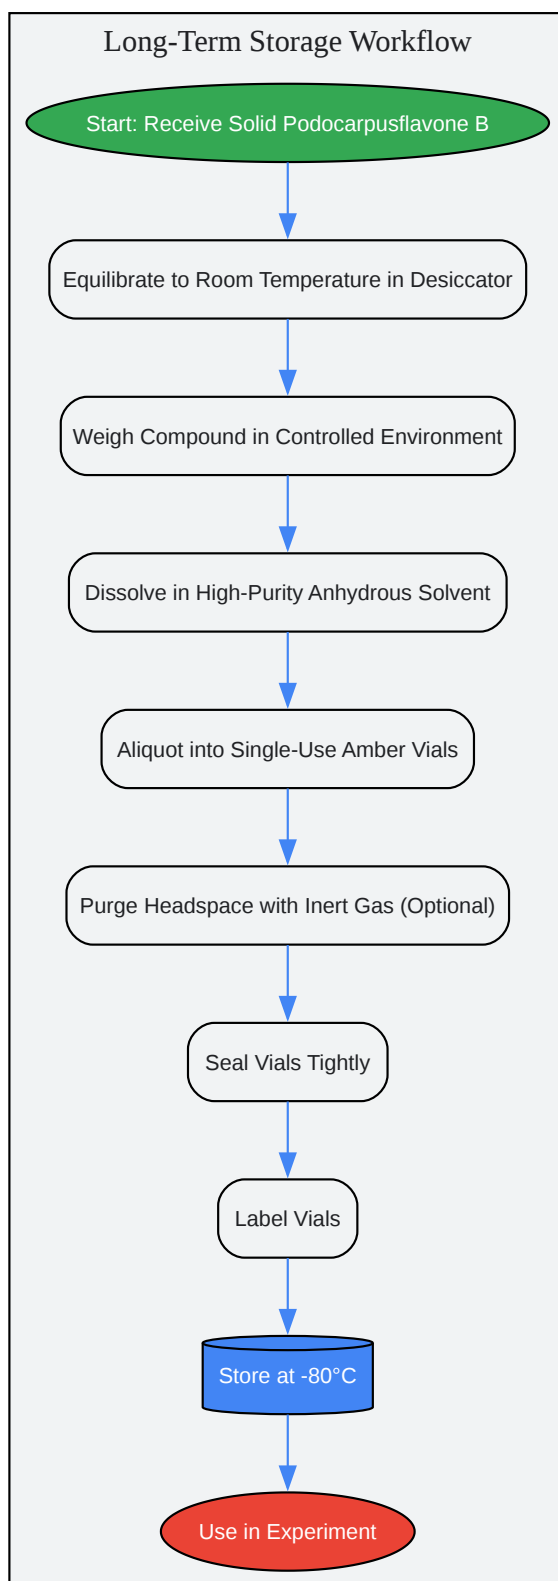 Long-Term Storage Workflow
Start: Receive Solid Podocarpusflavone B
Equilibrate to Room Temperature in Desiccator
Weigh Compound in Controlled Environment
Dissolve in High-Purity Anhydrous Solvent
Aliquot into Single-Use Amber Vials
Purge Headspace with Inert Gas (Optional)
Seal Vials Tightly
Label Vials
Store at -80°C
Use in Experiment